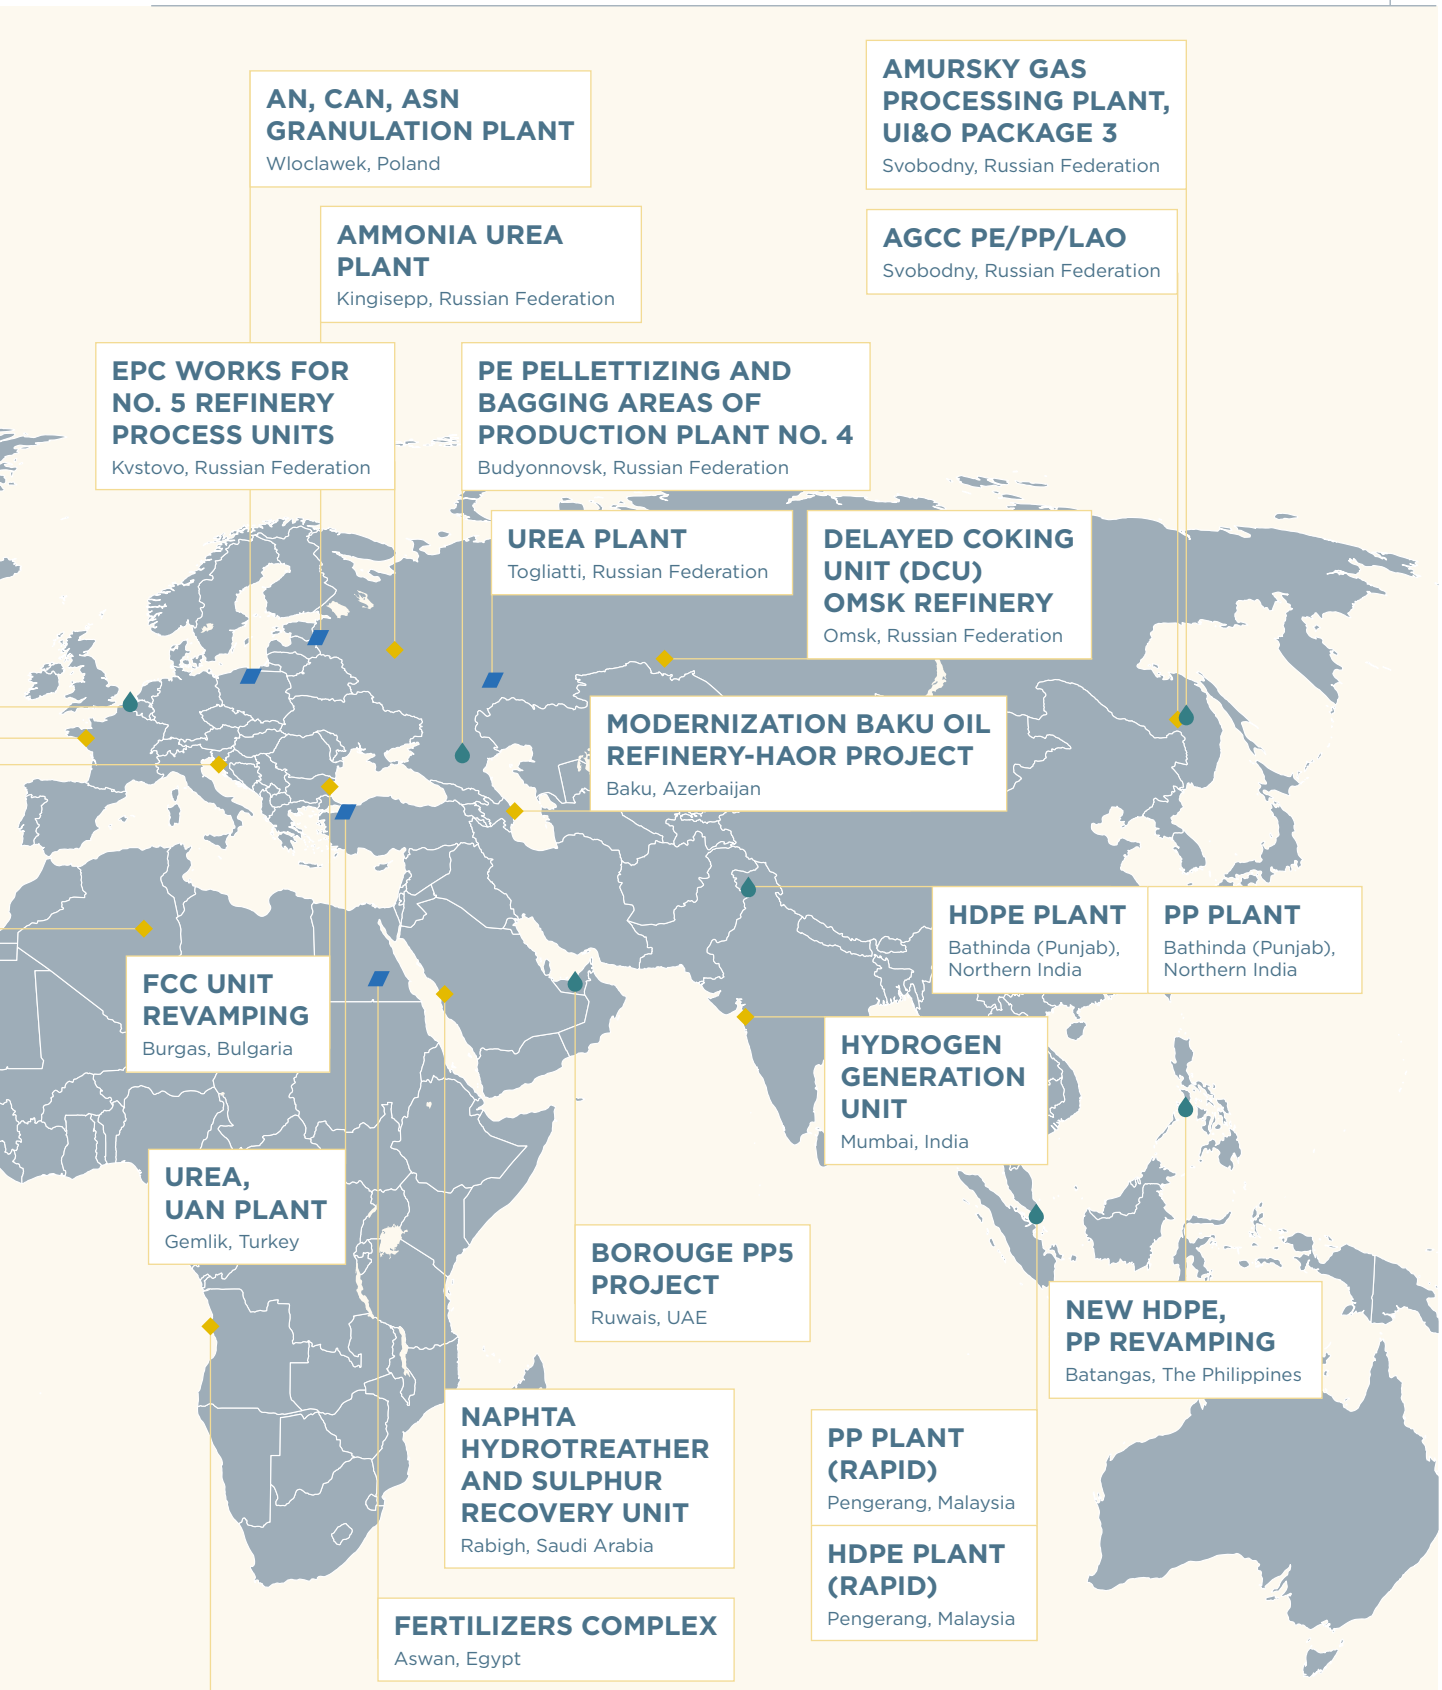 AN, CAN, ASN
GRANULATION PLANT
Wloclawek, Poland
AMURSKY GAS
PROCESSING PLANT,
UI&O PACKAGE 3
Svobodny, Russian Federation
AMMONIA UREA
PLANT
Kingisepp, Russian Federation
AGCC PE/PP/LAO
Svobodny, Russian Federation
EPC WORKS FOR
NO. 5 REFINERY
PROCESS UNITS
Kvstovo, Russian Federation
PE PELLETTIZING AND
BAGGING AREAS OF
PRODUCTION PLANT NO. 4
Budyonnovsk, Russian Federation
UREA PLANT
Togliatti, Russian Federation
DELAYED COKING
UNIT (DCU)
OMSK REFINERY
Omsk, Russian Federation
MODERNIZATION BAKU OIL
REFINERY-HAOR PROJECT
Baku, Azerbaijan
HDPE PLANT
Bathinda (Punjab),
Northern India
PP PLANT
Bathinda (Punjab),
Northern India
FCC UNIT
REVAMPING
Burgas, Bulgaria
HYDROGEN
GENERATION
UNIT
Mumbai, India
UREA,
UAN PLANT
Gemlik, Turkey
BOROUGE PP5
PROJECT
Ruwais, UAE
NEW HDPE,
PP REVAMPING
Batangas, The Philippines
NAPHTA
HYDROTREATHER
AND SULPHUR
RECOVERY UNIT
Rabigh, Saudi Arabia
PP PLANT
(RAPID)
Pengerang, Malaysia
HDPE PLANT
(RAPID)
Pengerang, Malaysia
FERTILIZERS COMPLEX
Aswan, Egypt